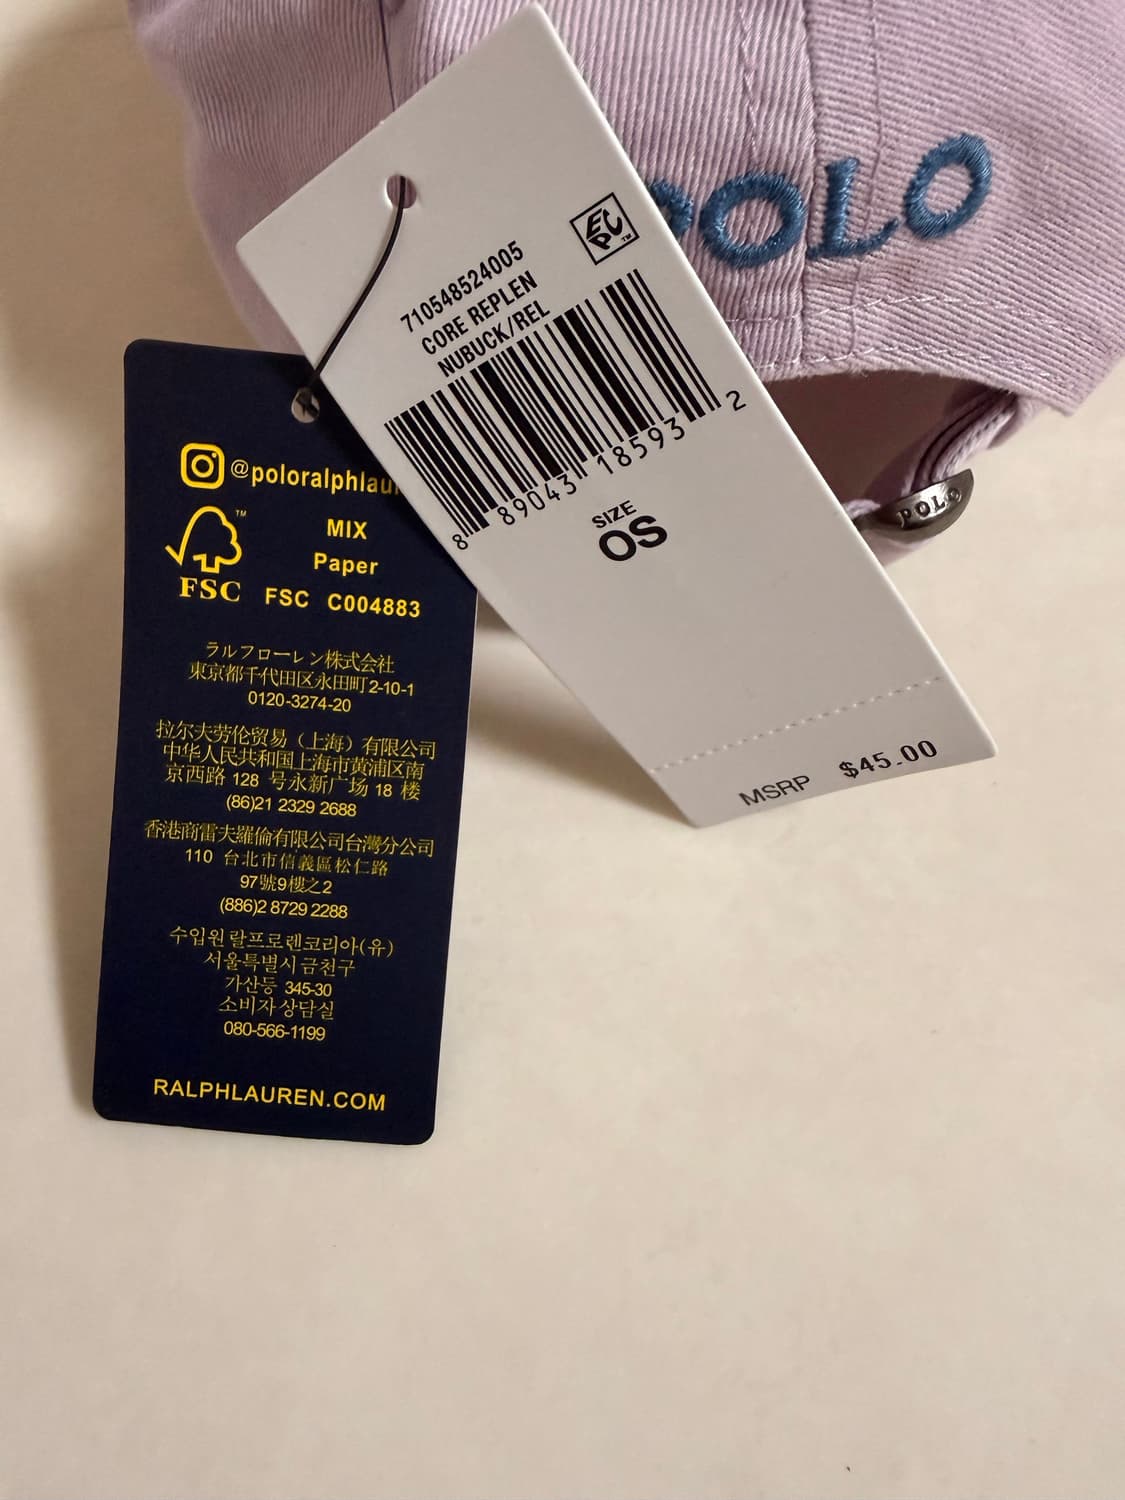 POLO
EPC™
710548524005
CORE REPLEN
NUBUCK/REL
8 89043 18593 2
SIZE
OS
MSRP $45.00
POLO
@poloralphlau
™
MIX
Paper
FSC FSC C004883
ラルフローレン株式会社
東京都千代田区永田町2-10-1
0120-3274-20
拉尔夫劳伦贸易（上海）有限公司
中华人民共和国上海市黄浦区南
京西路 128 号永新广场 18 楼
(86)21 2329 2688
香港商雷夫羅倫有限公司台灣分公司
110 台北市信義區松仁路
97號9樓之2
(886)2 8729 2288
수입원 랄프로렌코리아(유)
서울특별시 금천구
가산동 345-30
소비자 상담실
080-566-1199
RALPHLAUREN.COM